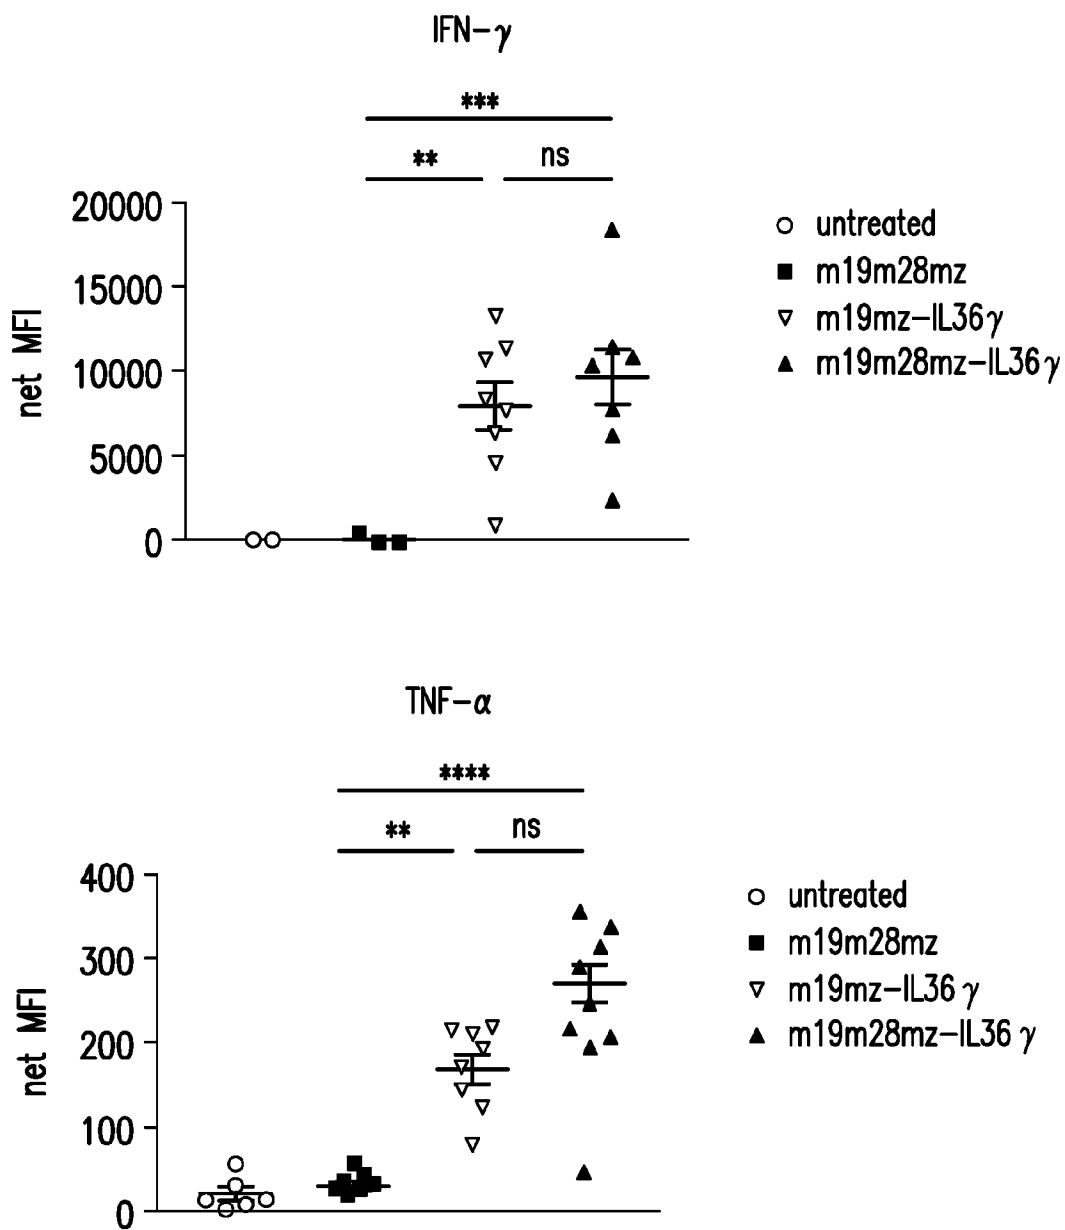 IFN-γ
***
** ns
20000
15000
10000
5000
0
net MFI
untreated
m19m28mz
m19mz-IL36γ
m19m28mz-IL36γ
TNF-α
****
** ns
400
300
200
100
0
net MFI
untreated
m19m28mz
m19mz-IL36γ
m19m28mz-IL36γ